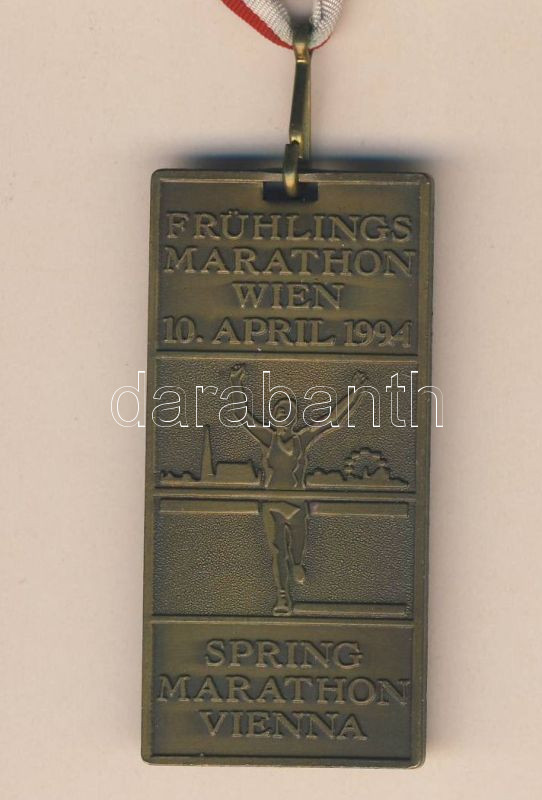 FRÜHLINGS
MARATHON
WIEN
10. APRIL 1994
darabanth
SPRING
MARATHON
VIENNA